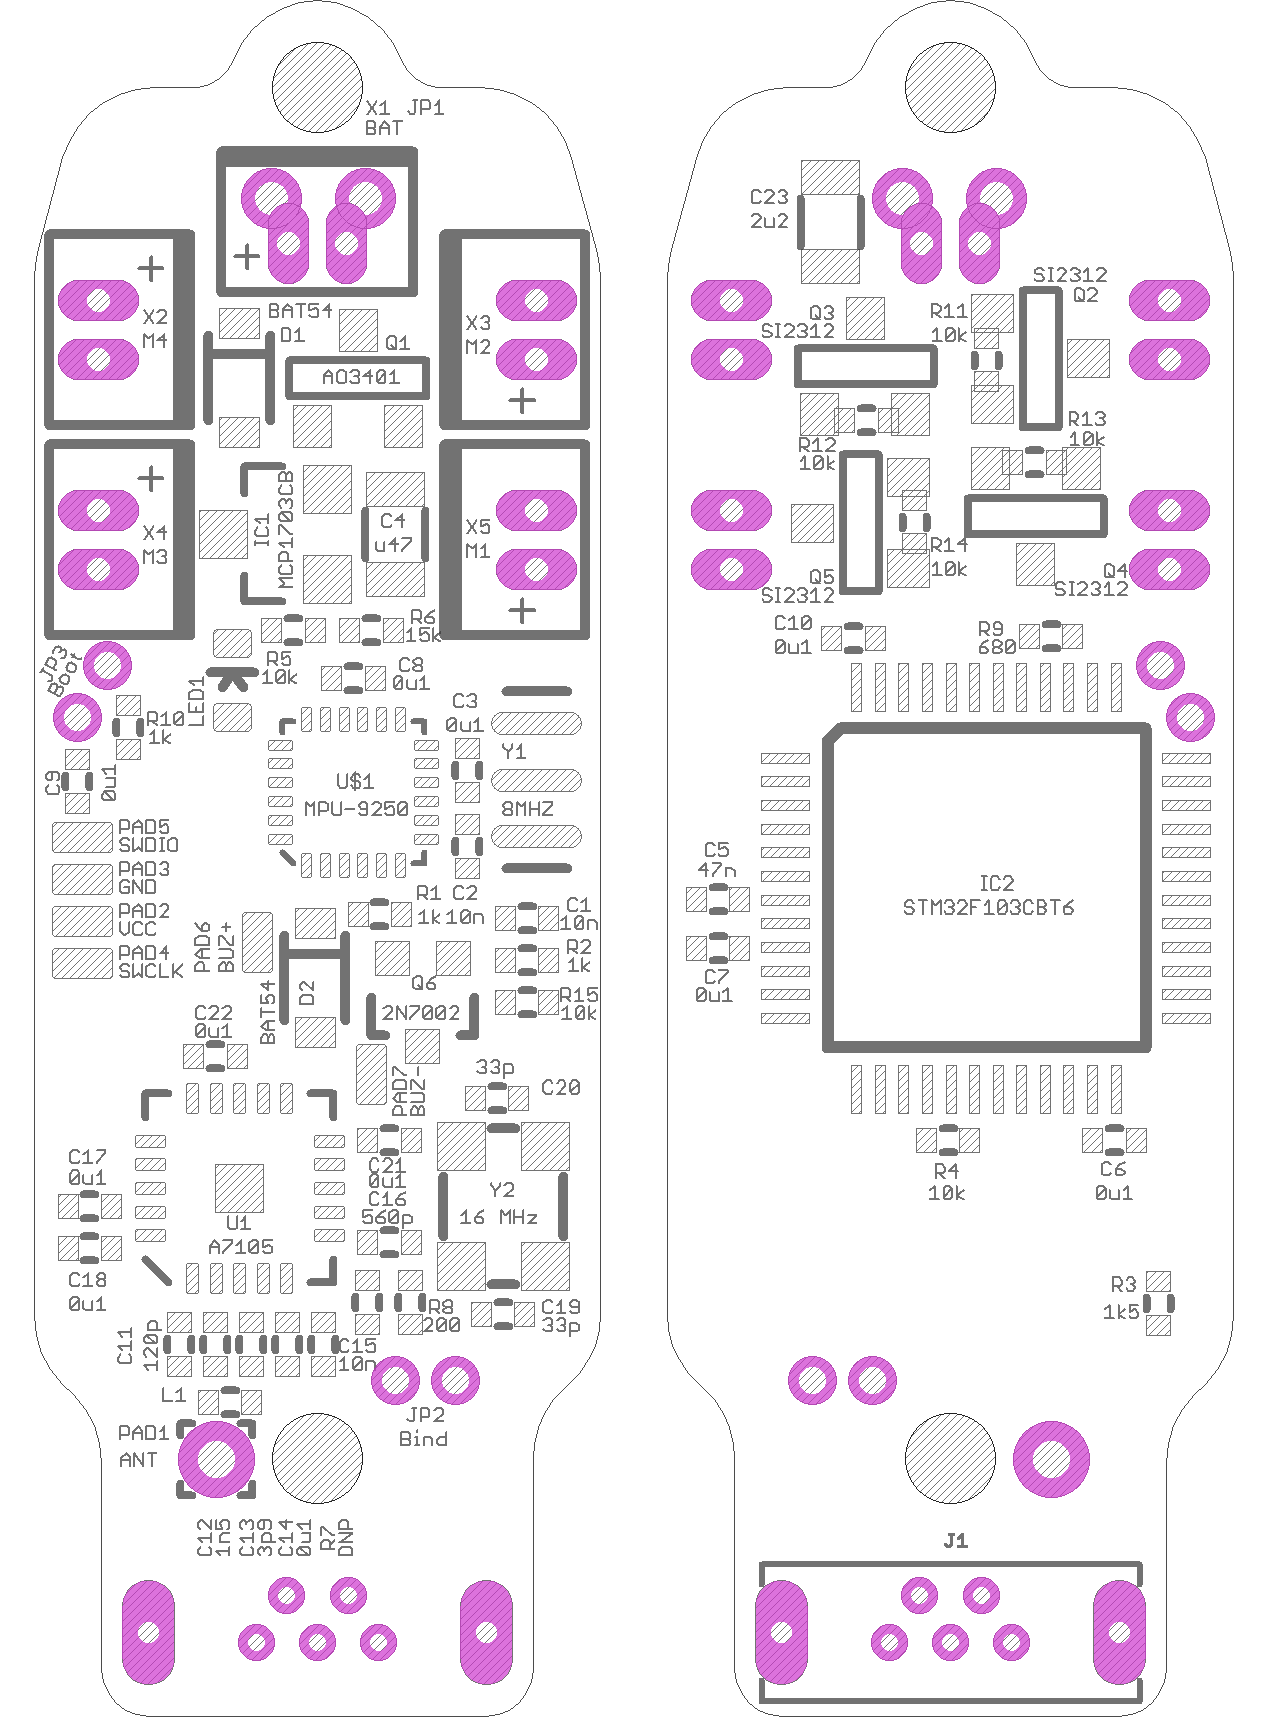 X1 JP1
BAT
+
BAT54
D1
Q1
AO3401
+
X2
M4
X3
M2
+
+
X4
M3
IC1
MCP1703CB
C4
u47
X5
M1
+
R6
15k
R5
10k
C8
0u1
JP3
Boot
LED1
R10
1k
C9
0u1
C3
0u1
Y1
8MHZ
U$1
MPU-9250
PAD5
SWDIO
PAD3
GND
PAD2
VCC
PAD4
SWCLK
PAD6
BUZ+
R1
1k
C2
10n
C1
10n
R2
1k
R15
10k
BAT54
D2
Q6
2N7002
C22
0u1
PAD7
BUZ-
33p
C20
C17
0u1
C21
0u1
C16
560p
Y2
16 MHz
U1
A7105
C18
0u1
R8
200
C19
33p
C11
120p
C15
10n
L1
PAD1
ANT
JP2
Bind
C12
1n5
C13
3p9
C14
0u1
R7
DNP
C23
2u2
SI2312
Q2
Q3
SI2312
R11
10k
R12
10k
R13
10k
R14
10k
Q5
SI2312
Q4
SI2312
C10
0u1
R9
680
C5
47n
IC2
STM32F103CBT6
C7
0u1
R4
10k
C6
0u1
R3
1k5
J1